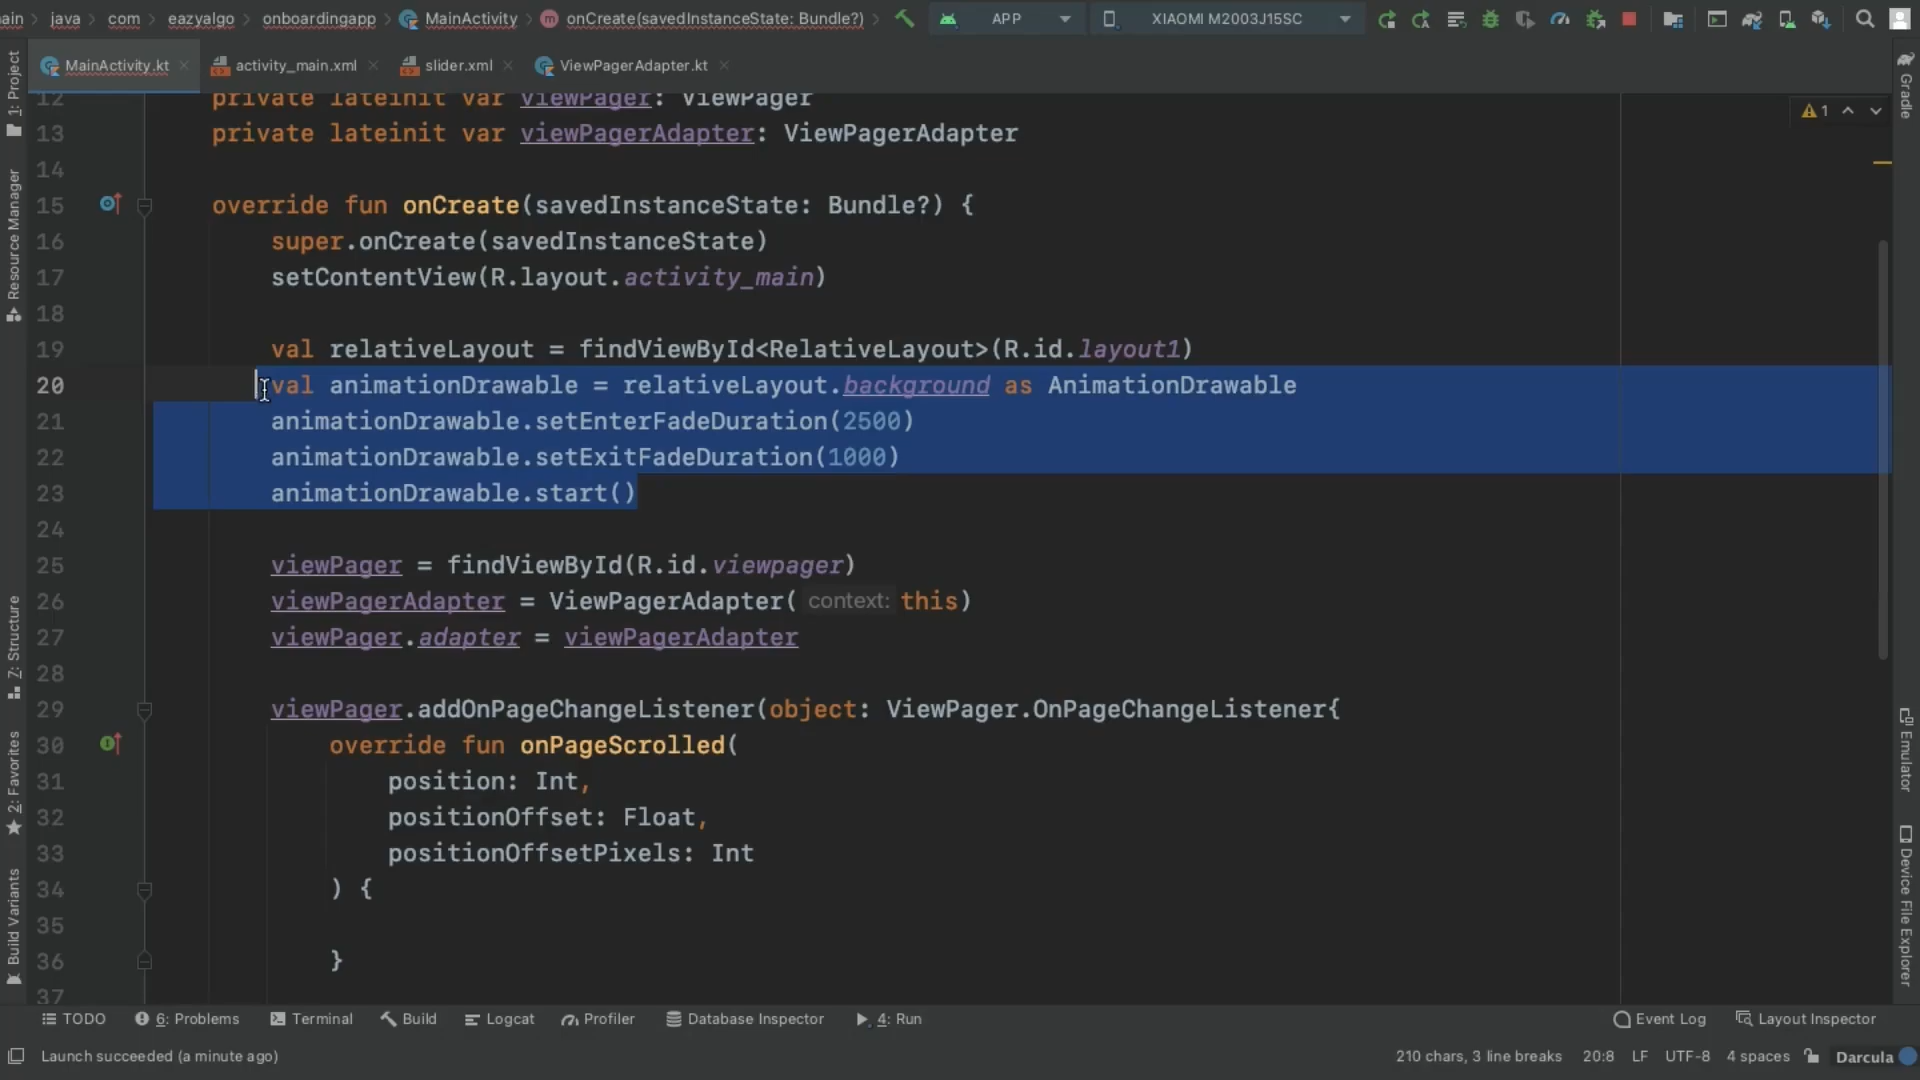 ain › java › com › eazyalgo › onboardingapp › MainActivity › onCreate(savedInstanceState: Bundle?) ›
APP
XIAOMI M2003J15SC
MainActivity.kt
activity_main.xml
slider.xml
ViewPagerAdapter.kt
1: Project
Resource Manager
Z: Structure
2: Favorites
Build Variants
12 private lateinit var viewPager: ViewPager
13 private lateinit var viewPagerAdapter: ViewPagerAdapter
14
15 override fun onCreate(savedInstanceState: Bundle?) {
16 super.onCreate(savedInstanceState)
17 setContentView(R.layout.activity_main)
18
19 val relativeLayout = findViewById<RelativeLayout>(R.id.layout1)
20 val animationDrawable = relativeLayout.background as AnimationDrawable
21 animationDrawable.setEnterFadeDuration(2500)
22 animationDrawable.setExitFadeDuration(1000)
23 animationDrawable.start()
24
25 viewPager = findViewById(R.id.viewpager)
26 viewPagerAdapter = ViewPagerAdapter( context: this)
27 viewPager.adapter = viewPagerAdapter
28
29 viewPager.addOnPageChangeListener(object: ViewPager.OnPageChangeListener{
30 override fun onPageScrolled(
31 position: Int,
32 positionOffset: Float,
33 positionOffsetPixels: Int
34 ) {
35
36 }
37
1
Gradle
Emulator
Device File Explorer
TODO
6: Problems
Terminal
Build
Logcat
Profiler
Database Inspector
4: Run
Event Log
Layout Inspector
Launch succeeded (a minute ago)
210 chars, 3 line breaks
20:8
LF
UTF-8
4 spaces
Darcula